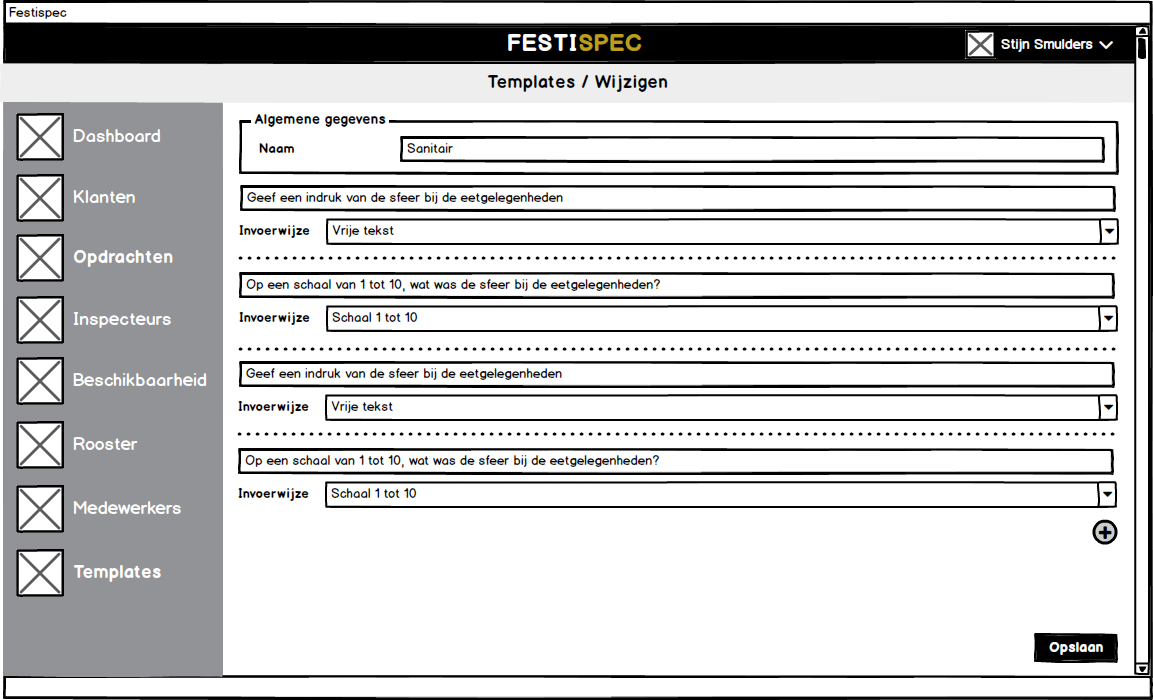 Festispec
FESTISPEC
Stijn Smulders
Templates / Wijzigen
Dashboard
Klanten
Opdrachten
Inspecteurs
Beschikbaarheid
Rooster
Medewerkers
Templates
Algemene gegevens
Naam Sanitair
Geef een indruk van de sfeer bij de eetgelegenheden
Invoerwijze Vrije tekst
Op een schaal van 1 tot 10, wat was de sfeer bij de eetgelegenheden?
Invoerwijze Schaal 1 tot 10
Geef een indruk van de sfeer bij de eetgelegenheden
Invoerwijze Vrije tekst
Op een schaal van 1 tot 10, wat was de sfeer bij de eetgelegenheden?
Invoerwijze Schaal 1 tot 10
Opslaan